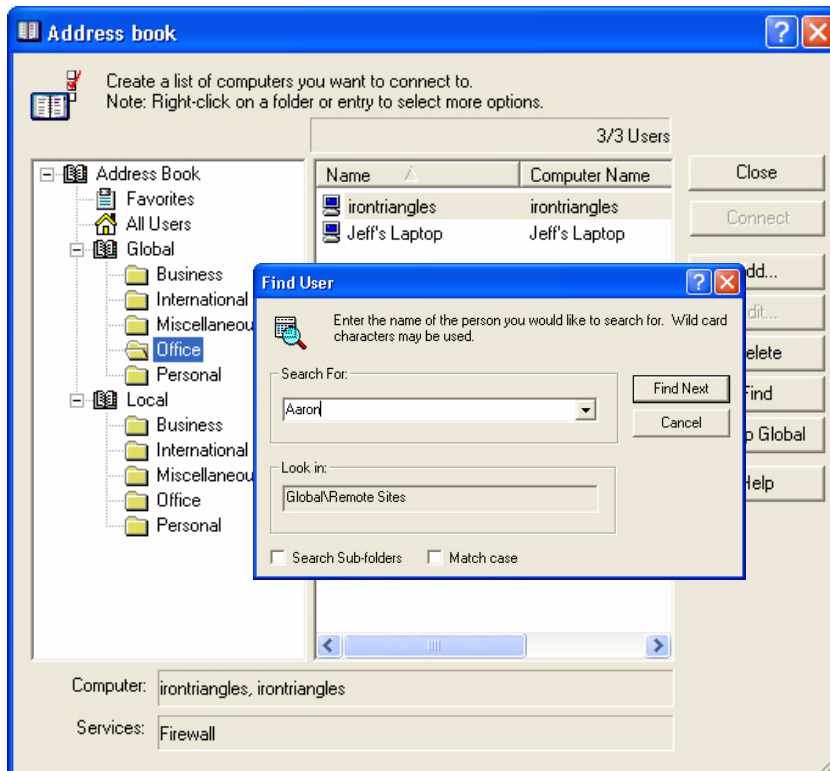 Address book
Create a list of computers you want to connect to.
Note: Right-click on a folder or entry to select more options.
3/3 Users
Address Book
Favorites
All Users
Global
Business
International
Miscellaneou
Office
Personal
Local
Business
International
Miscellaneou
Office
Personal
Name
Computer Name
irontriangles
irontriangles
Jeff's Laptop
Jeff's Laptop
Close
Connect
dd...
dit...
elete
Find
o Global
Help
Find User
Enter the name of the person you would like to search for. Wild card
characters may be used.
Search For:
Aaron
Find Next
Cancel
Look in:
Global\Remote Sites
Search Sub-folders
Match case
Computer:
irontriangles, irontriangles
Services:
Firewall